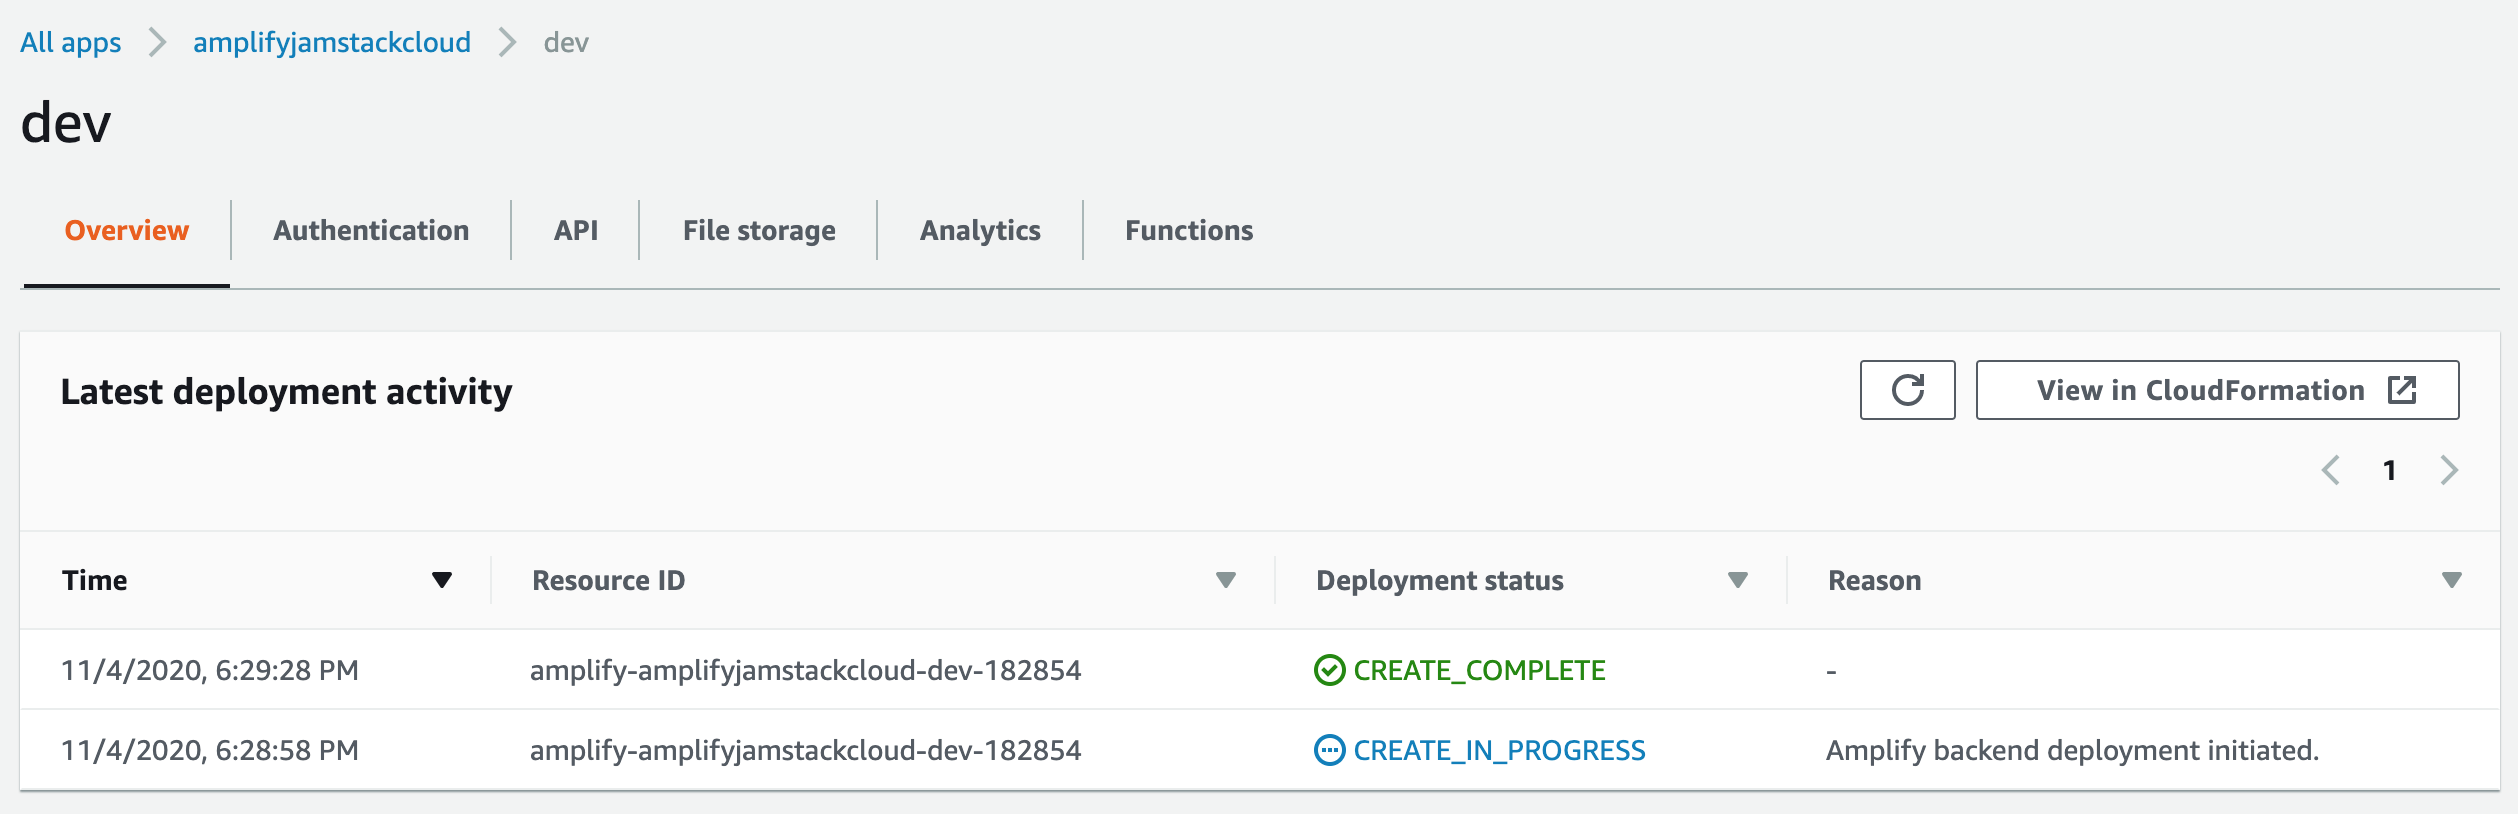 All apps amplifyjamstackcloud dev
dev
Overview Authentication API File storage Analytics Functions
Latest deployment activity View in CloudFormation
1
Time Resource ID Deployment status Reason
11/4/2020, 6:29:28 PM amplify-amplifyjamstackcloud-dev-182854 CREATE_COMPLETE -
11/4/2020, 6:28:58 PM amplify-amplifyjamstackcloud-dev-182854 CREATE_IN_PROGRESS Amplify backend deployment initiated.